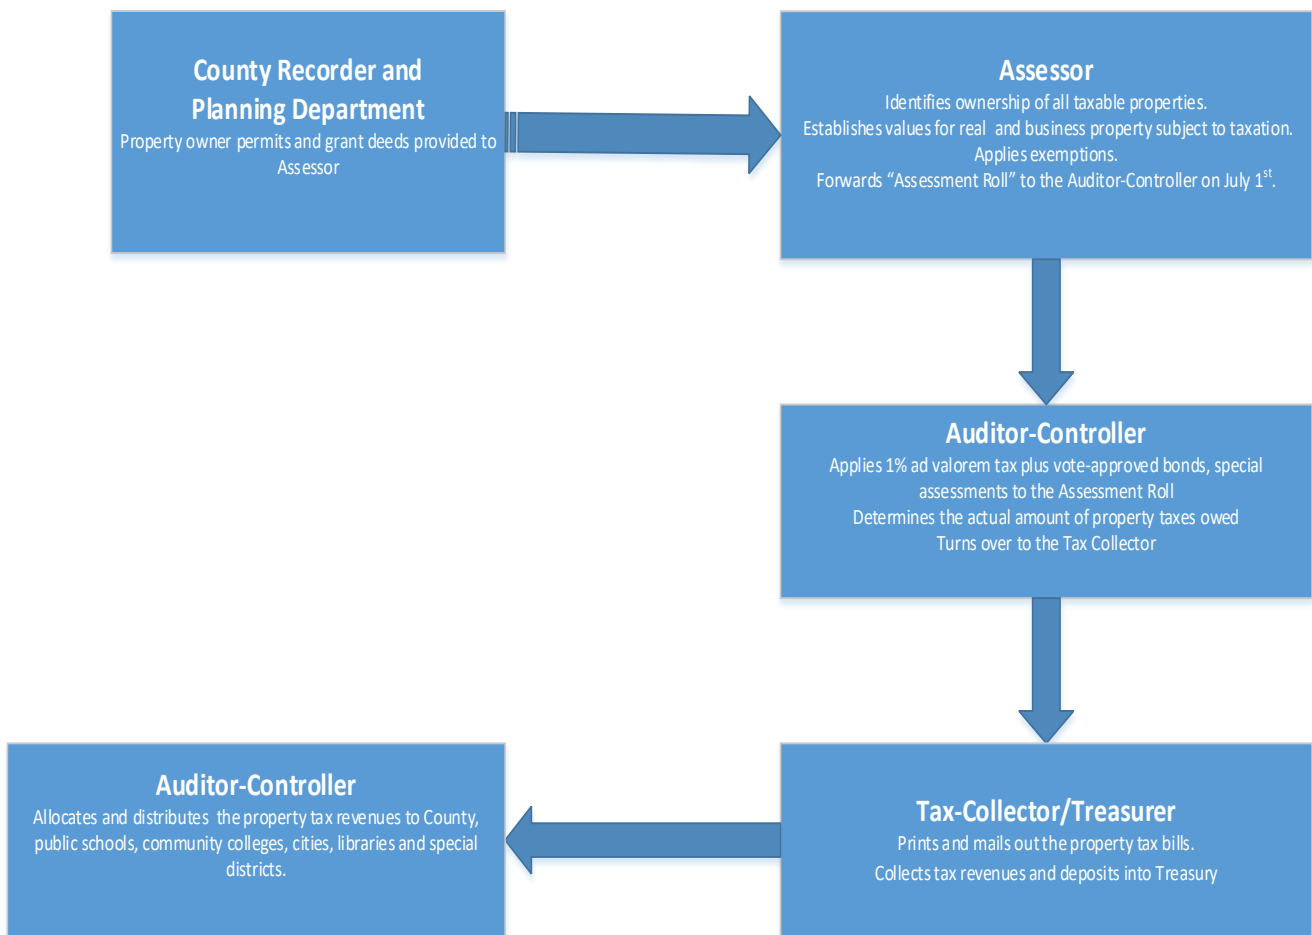 County Recorder and
Planning Department
Property owner permits and grant deeds provided to
Assessor
Assessor
Identifies ownership of all taxable properties.
Establishes values for real and business property subject to taxation.
Applies exemptions.
Forwards “Assessment Roll” to the Auditor-Controller on July 1st.
Auditor-Controller
Applies 1% ad valorem tax plus vote-approved bonds, special
assessments to the Assessment Roll
Determines the actual amount of property taxes owed
Turns over to the Tax Collector
Auditor-Controller
Allocates and distributes the property tax revenues to County,
public schools, community colleges, cities, libraries and special
districts.
Tax-Collector/Treasurer
Prints and mails out the property tax bills.
Collects tax revenues and deposits into Treasury